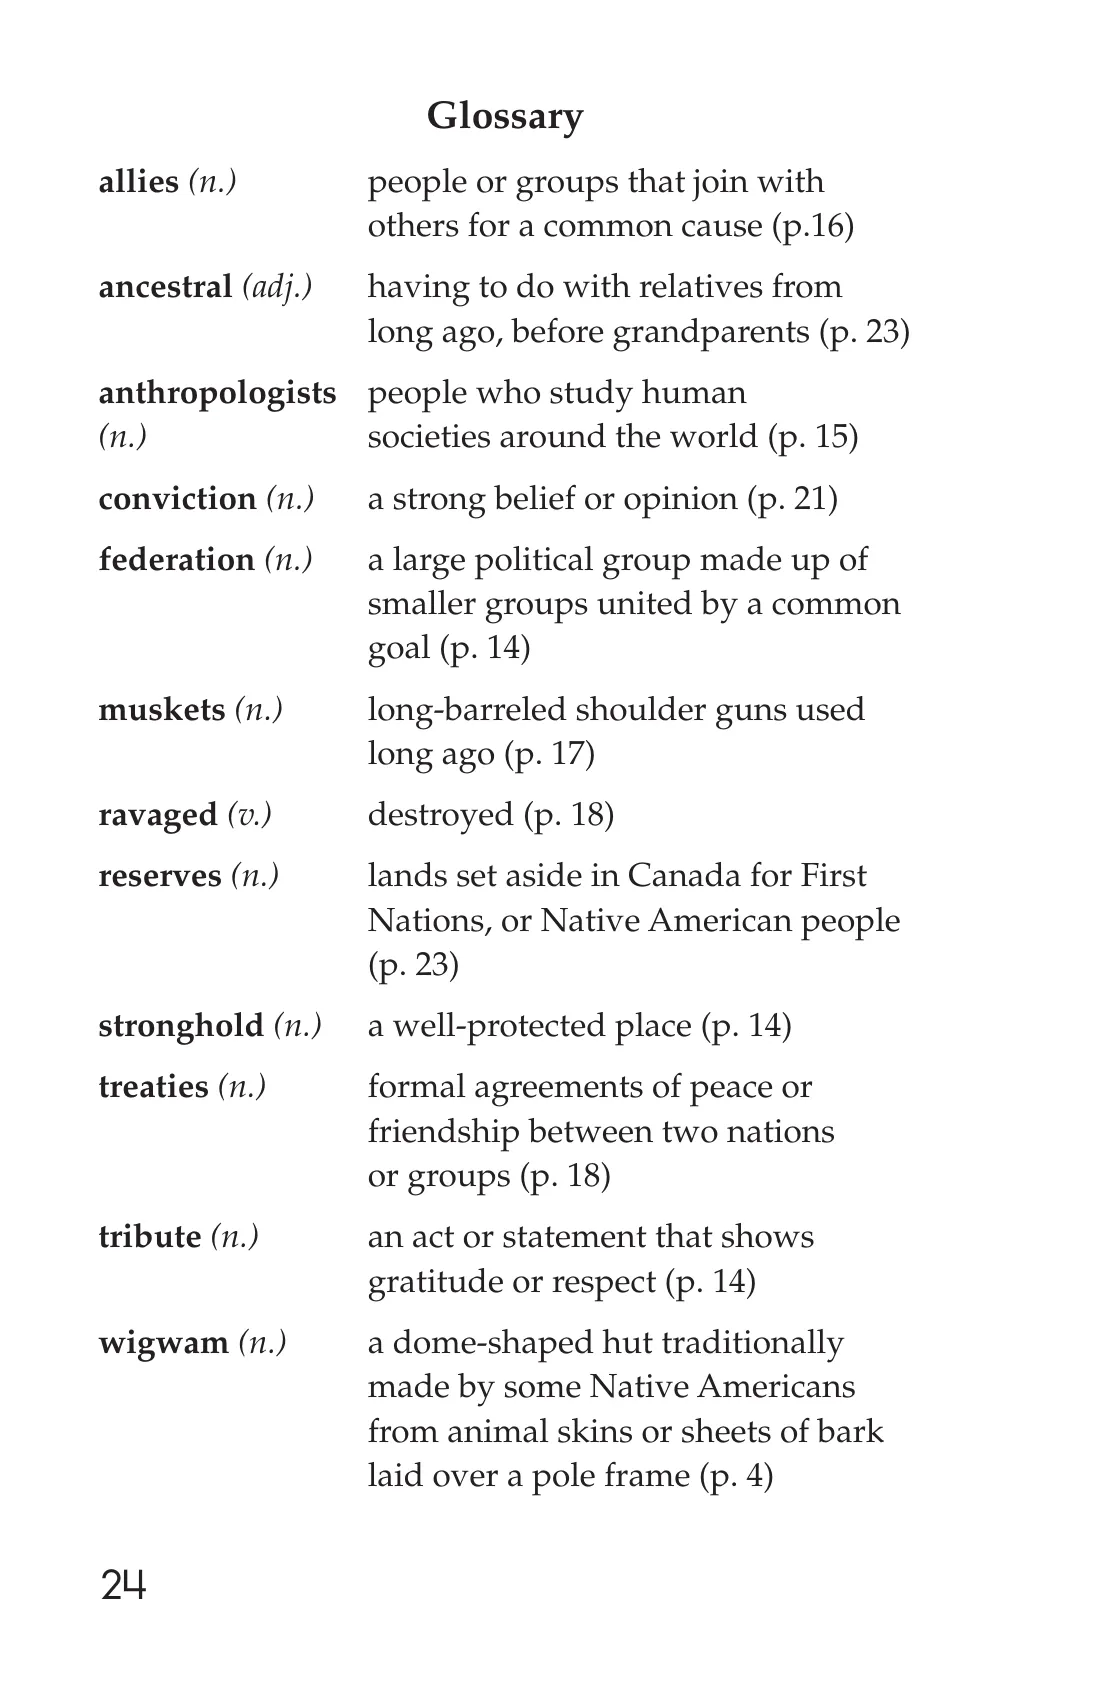 Glossary
allies (n.) people or groups that join with
others for a common cause (p.16)
ancestral (adj.) having to do with relatives from
long ago, before grandparents (p. 23)
anthropologists people who study human
(n.) societies around the world (p. 15)
conviction (n.) a strong belief or opinion (p. 21)
federation (n.) a large political group made up of
smaller groups united by a common
goal (p. 14)
muskets (n.) long-barreled shoulder guns used
long ago (p. 17)
ravaged (v.) destroyed (p. 18)
reserves (n.) lands set aside in Canada for First
Nations, or Native American people
(p. 23)
stronghold (n.) a well-protected place (p. 14)
treaties (n.) formal agreements of peace or
friendship between two nations
or groups (p. 18)
tribute (n.) an act or statement that shows
gratitude or respect (p. 14)
wigwam (n.) a dome-shaped hut traditionally
made by some Native Americans
from animal skins or sheets of bark
laid over a pole frame (p. 4)
24